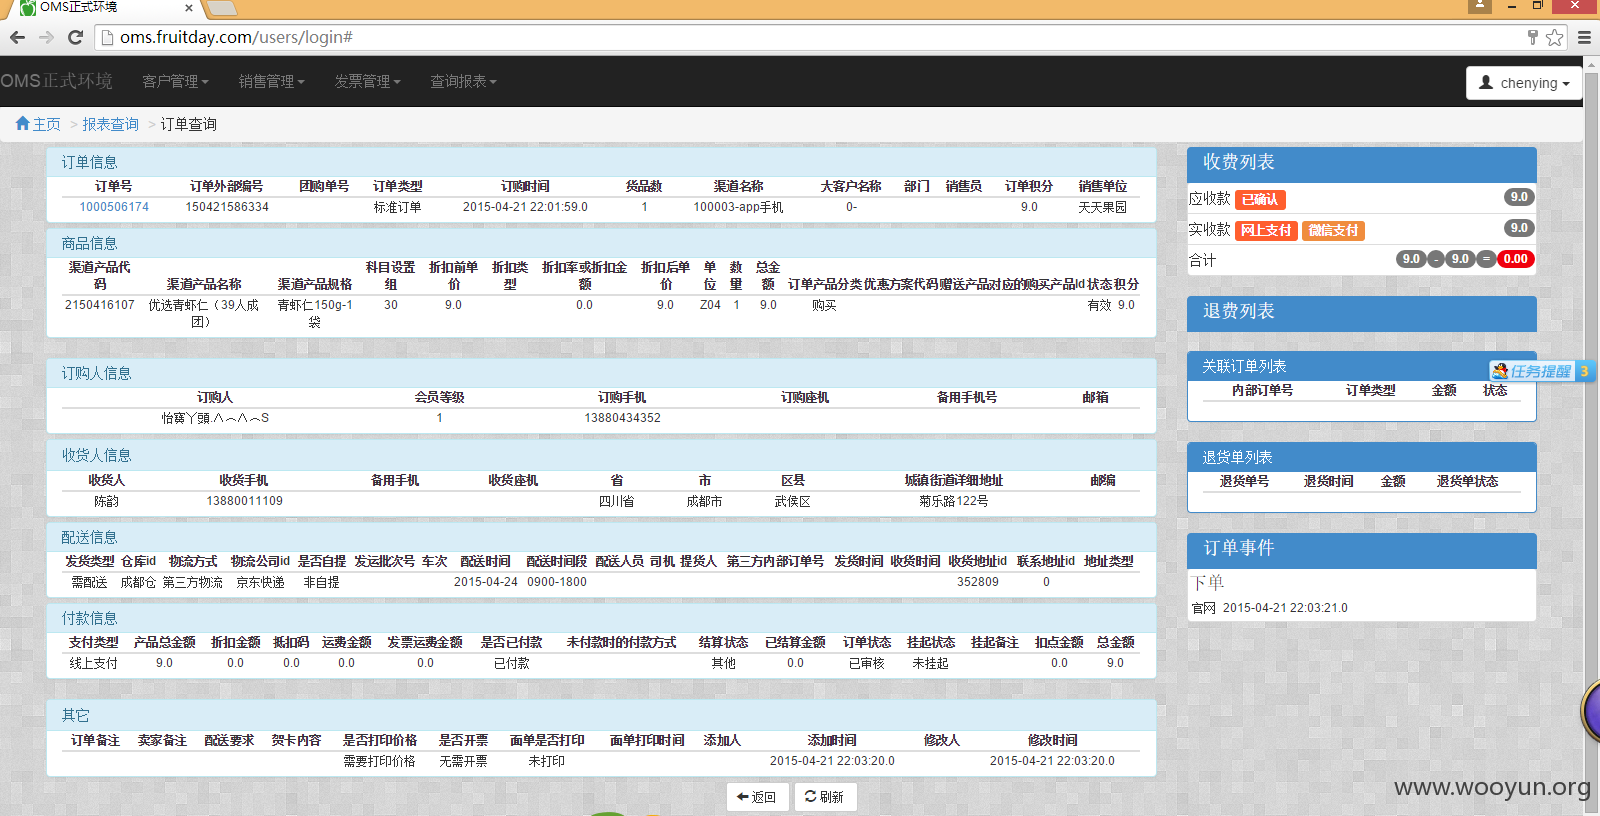 OMS正式环境
oms.fruitday.com/users/login#
OMS正式环境 客户管理 销售管理 发票管理 查询报表 chenying
主页 > 报表查询 > 订单查询
订单信息
订单号 订单外部编号 团购单号 订单类型 订购时间 货品数 渠道名称 大客户名称 部门 销售员 订单积分 销售单位
1000506174 150421586334 标准订单 2015-04-21 22:01:59.0 1 100003-app手机 0- 9.0 天天果园
商品信息
渠道产品代码 渠道产品名称 渠道产品规格 科目设置组 折扣前单价 折扣类型 折扣率或折扣金额 折扣后单价 单位 数量 总金额 订单产品分类 优惠方案代码 赠送产品对应的购买产品id 状态 积分
2150416107 优选青虾仁（39人成团） 青虾仁150g-1袋 30 9.0 0.0 9.0 Z04 1 9.0 购买 有效 9.0
订购人信息
订购人 会员等级 订购手机 订购座机 备用手机号 邮箱
怡寶丫頭.∧︵∧︵S 1 13880434352
收货人信息
收货人 收货手机 备用手机 收货座机 省 市 区县 城镇街道详细地址 邮编
陈韵 13880011109 四川省 成都市 武侯区 菊乐路122号
配送信息
发货类型 仓库id 物流方式 物流公司id 是否自提 发运批次号 车次 配送时间 配送时间段 配送人员 司机 提货人 第三方内部订单号 发货时间 收货时间 收货地址id 联系地址id 地址类型
需配送 成都仓 第三方物流 京东快递 非自提 2015-04-24 0900-1800 352809 0
付款信息
支付类型 产品总金额 折扣金额 抵扣码 运费金额 发票运费金额 是否已付款 未付款时的付款方式 结算状态 已结算金额 订单状态 挂起状态 挂起备注 扣点金额 总金额
线上支付 9.0 0.0 0.0 0.0 0.0 已付款 其他 0.0 已审核 未挂起 0.0 9.0
其它
订单备注 卖家备注 配送要求 贺卡内容 是否打印价格 是否开票 面单是否打印 面单打印时间 添加人 添加时间 修改人 修改时间
需要打印价格 无需开票 未打印 2015-04-21 22:03:20.0 2015-04-21 22:03:20.0
返回 刷新
收费列表
应收款 已确认 9.0
实收款 网上支付 微信支付 9.0
合计 9.0 - 9.0 = 0.00
退费列表
关联订单列表
任务提醒 3
内部订单号 订单类型 金额 状态
退货单列表
退货单号 退货时间 金额 退货单状态
订单事件
下单
官网 2015-04-21 22:03:21.0
www.wooyun.org